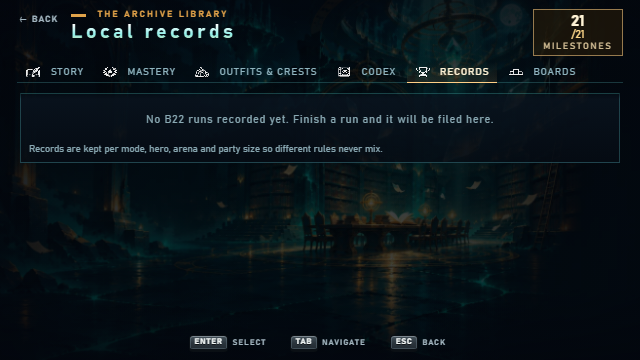 ← BACK
THE ARCHIVE LIBRARY
Local records
21
/21
MILESTONES
STORY
MASTERY
OUTFITS & CRESTS
CODEX
RECORDS
BOARDS
No B22 runs recorded yet. Finish a run and it will be filed here.
Records are kept per mode, hero, arena and party size so different rules never mix.
ENTER SELECT
TAB NAVIGATE
ESC BACK